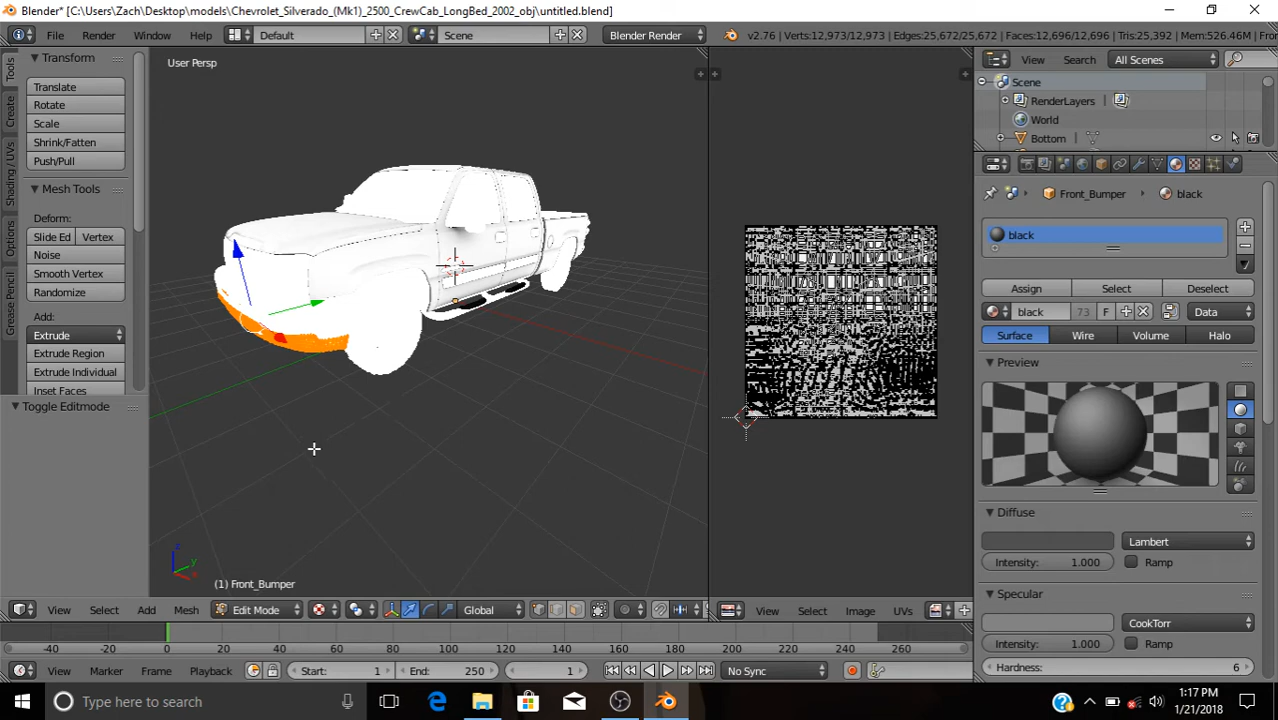 Blender* [C:\Users\Zach\Desktop\models\Chevrolet_Silverado_(Mk1)_2500_CrewCab_LongBed_2002_obj\untitled.blend]
File Render Window Help Default Scene Blender Render v2.76 | Verts:12,973/12,973 | Edges:25,672/25,672 | Faces:12,696/12,696 | Tris:25,392 | Mem:526.46M | Fron
Tools
Create
Shading / UVs
Options
Grease Pencil
Transform
Translate
Rotate
Scale
Shrink/Fatten
Push/Pull
Mesh Tools
Deform:
Slide Ed Vertex
Noise
Smooth Vertex
Randomize
Add:
Extrude
Extrude Region
Extrude Individual
Inset Faces
Toggle Editmode
User Persp
z
y
x
(1) Front_Bumper
View Select Add Mesh Edit Mode Global
View Select Image UVs
View Search All Scenes
Scene
RenderLayers
World
Bottom
Front_Bumper black
black
Assign Select Deselect
black 73 F Data
Surface Wire Volume Halo
Preview
Diffuse
Lambert
Intensity: 1.000 Ramp
Specular
CookTorr
Intensity: 1.000 Ramp
Hardness: 6
-40 -20 0 20 40 60 80 100 120 140 160 180 200 220 240 260
View Marker Frame Playback Start: 1 End: 250 1 No Sync
Type here to search
1:17 PM
1/21/2018